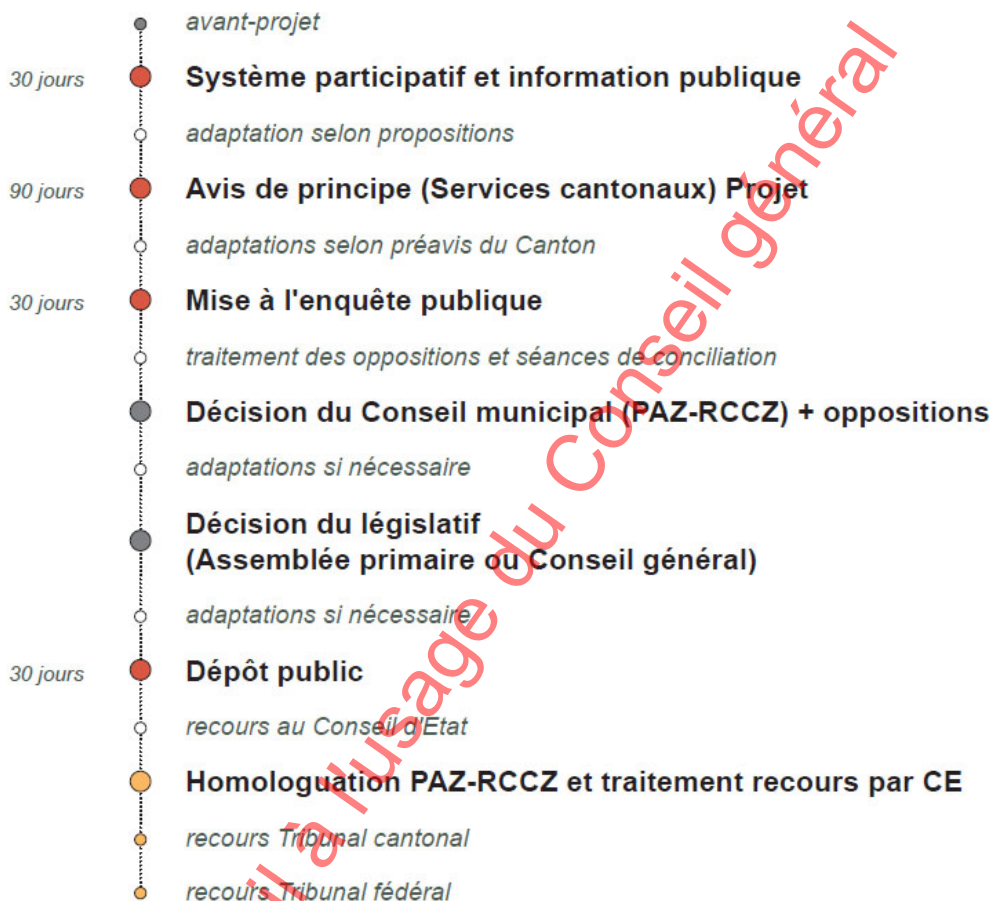 avant-projet
30 jours Système participatif et information publique
adaptation selon propositions
90 jours Avis de principe (Services cantonaux) Projet
adaptations selon préavis du Canton
30 jours Mise à l'enquête publique
traitement des oppositions et séances de conciliation
Décision du Conseil municipal (PAZ-RCCZ) + oppositions
adaptations si nécessaire
Décision du législatif
(Assemblée primaire ou Conseil général)
adaptations si nécessaire
30 jours Dépôt public
recours au Conseil d'Etat
Homologuation PAZ-RCCZ et traitement recours par CE
recours Tribunal cantonal
recours Tribunal fédéral
à l'usage du Conseil général